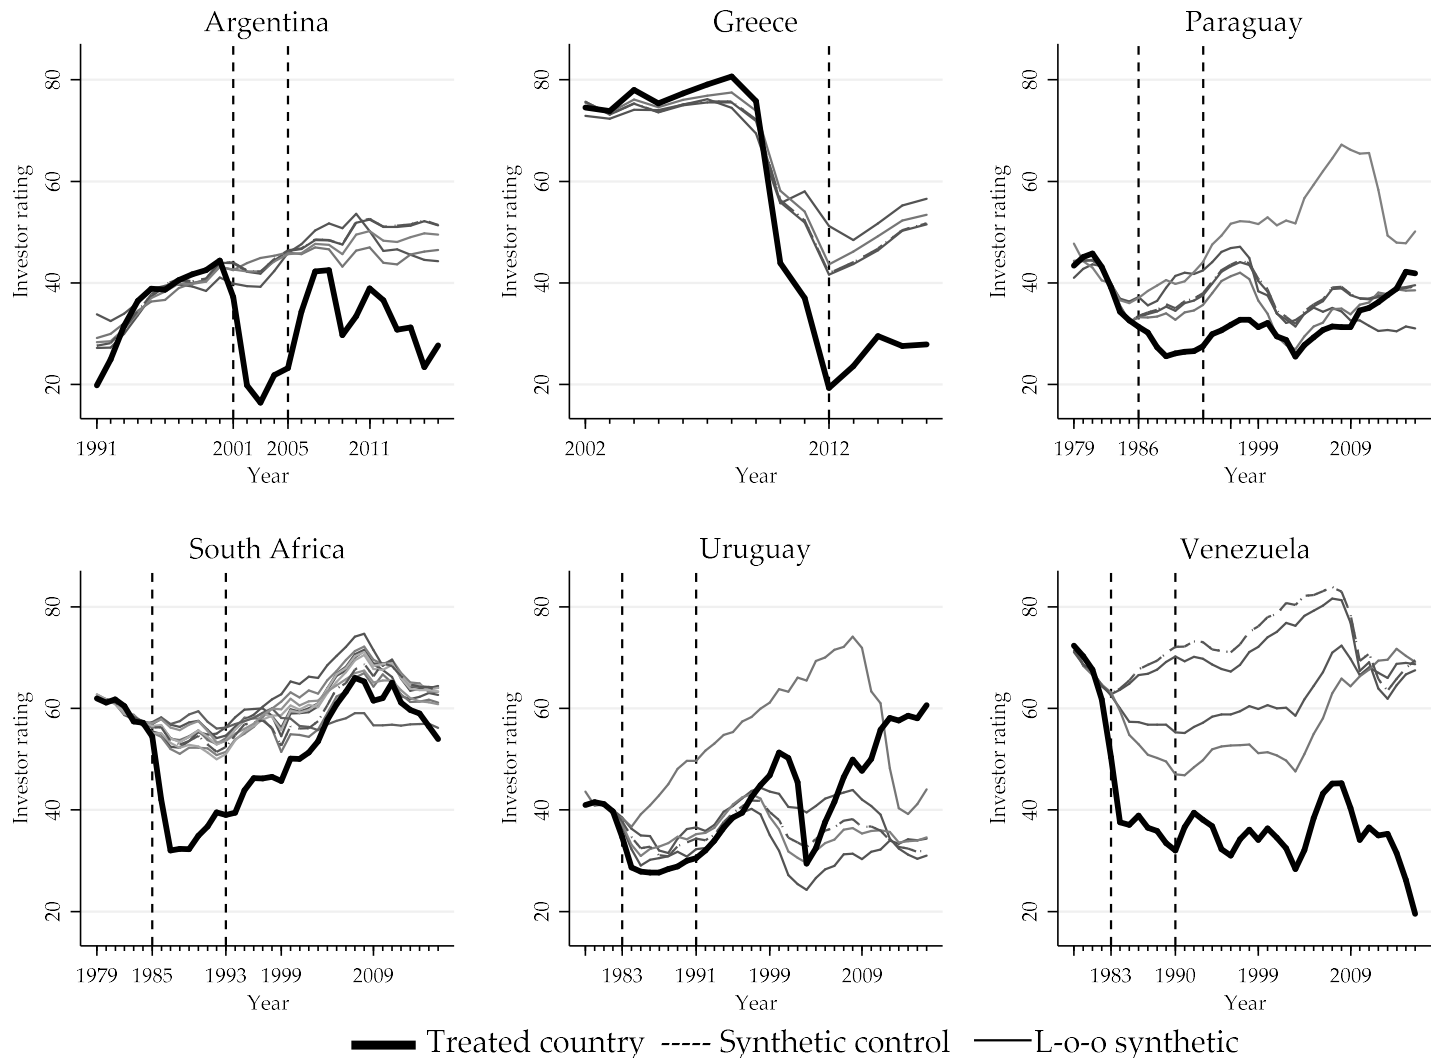 Argentina
Investor rating
80
60
40
20
1991 2001 2005 2011
Year
Greece
Investor rating
80
60
40
20
2002 2012
Year
Paraguay
Investor rating
80
60
40
20
1979 1986 1999 2009
Year
South Africa
Investor rating
80
60
40
20
1979 1985 1993 1999 2009
Year
Uruguay
Investor rating
80
60
40
20
1983 1991 1999 2009
Year
Venezuela
Investor rating
80
60
40
20
1983 1990 1999 2009
Year
Treated country Synthetic control L-o-o synthetic